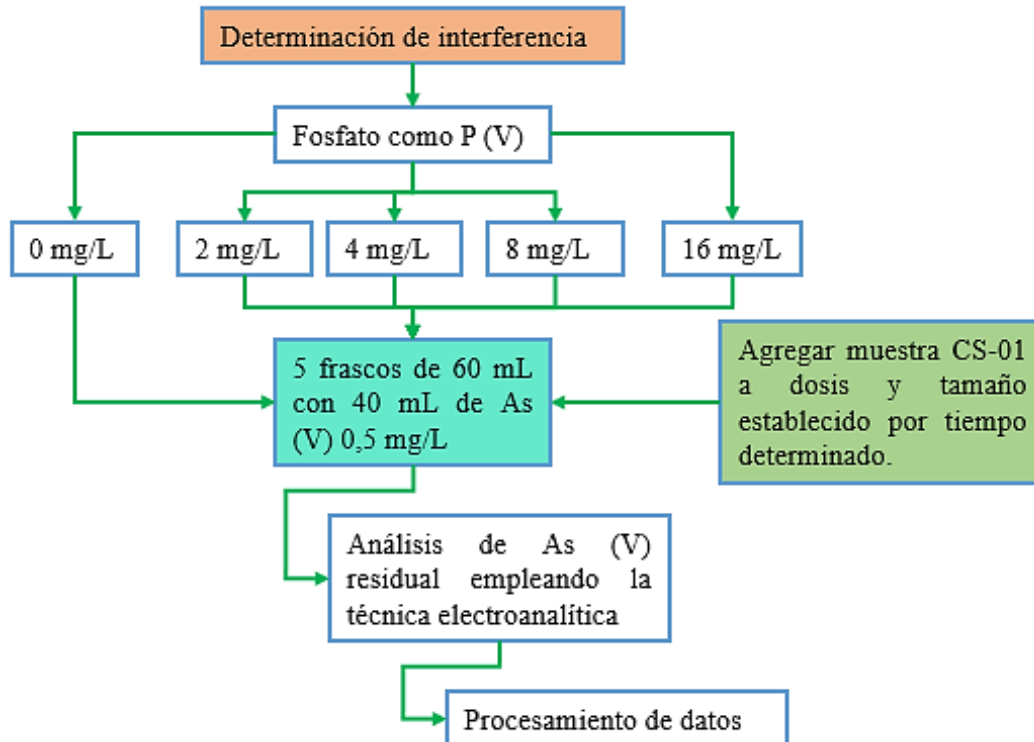 Determinación de interferencia
Fosfato como P (V)
0 mg/L
2 mg/L
4 mg/L
8 mg/L
16 mg/L
5 frascos de 60 mL
con 40 mL de As
(V) 0,5 mg/L
Agregar muestra CS-01
a dosis y tamaño
establecido por tiempo
determinado.
Análisis de As (V)
residual empleando la
técnica electroanalítica
Procesamiento de datos